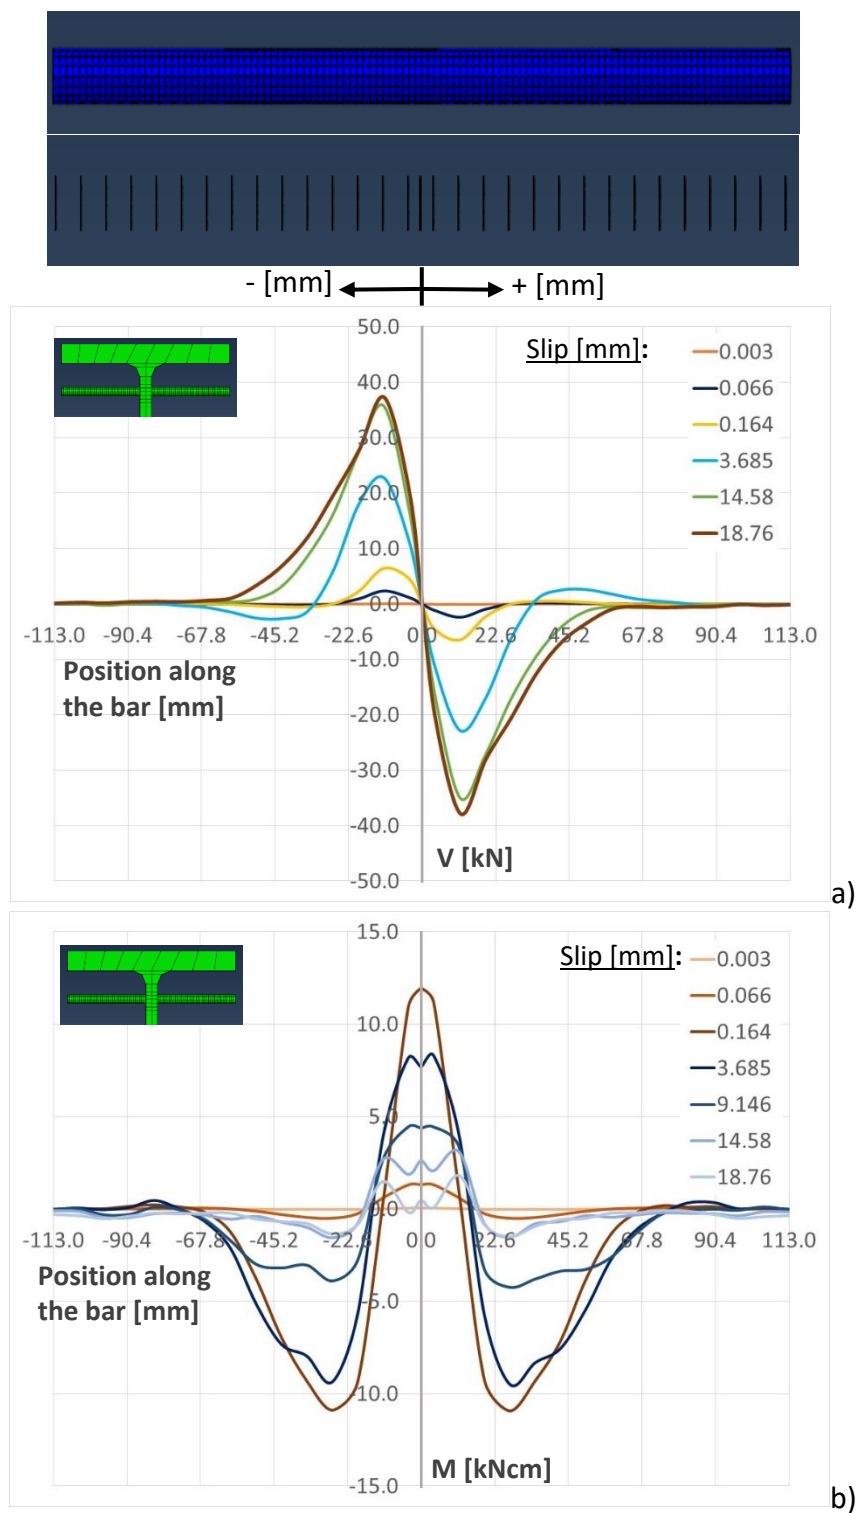 - [mm] + [mm]
50.0
Slip [mm]:
0.003
40.0
0.066
0.164
30.0
3.685
20.0
14.58
18.76
10.0
0.0
-113.0 -90.4 -67.8 -45.2 -22.6 0.0 22.6 45.2 67.8 90.4 113.0
-10.0
Position along
the bar [mm]
-20.0
-30.0
-40.0
V [kN]
-50.0
a)
15.0
Slip [mm]:
0.003
0.066
10.0
0.164
3.685
5.0
9.146
14.58
18.76
0.0
-113.0 -90.4 -67.8 -45.2 -22.6 0.0 22.6 45.2 67.8 90.4 113.0
Position along
the bar [mm]
-5.0
-10.0
M [kNcm]
-15.0
b)